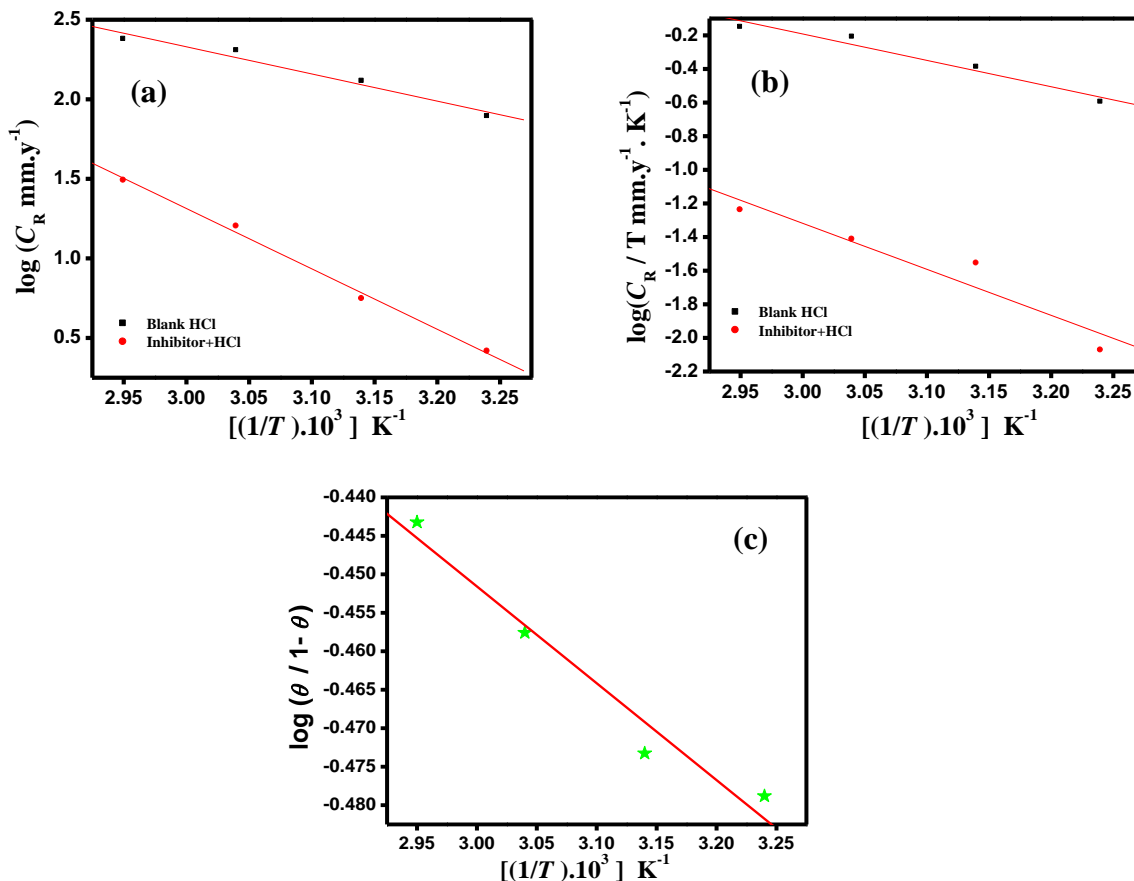 2.5
2.0
1.5
1.0
0.5
log (C_R mm.y⁻¹)
(a)
Blank HCl
Inhibitor+HCl
2.95 3.00 3.05 3.10 3.15 3.20 3.25
[(1/T ).10³ ] K⁻¹
-0.2
-0.4
-0.6
-0.8
-1.0
-1.2
-1.4
-1.6
-1.8
-2.0
-2.2
log(C_R / T mm.y⁻¹. K⁻¹)
(b)
Blank HCl
Inhibitor+HCl
2.95 3.00 3.05 3.10 3.15 3.20 3.25
[(1/T ).10³ ] K⁻¹
-0.440
-0.445
-0.450
-0.455
-0.460
-0.465
-0.470
-0.475
-0.480
log (θ / 1- θ)
(c)
2.95 3.00 3.05 3.10 3.15 3.20 3.25
[(1/T ).10³ ] K⁻¹